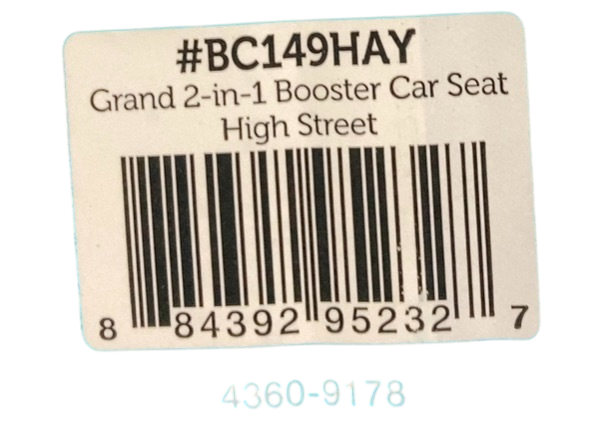 #BC149HAY
Grand 2-in-1 Booster Car Seat
High Street
8 84392 95232 7
4360-9178